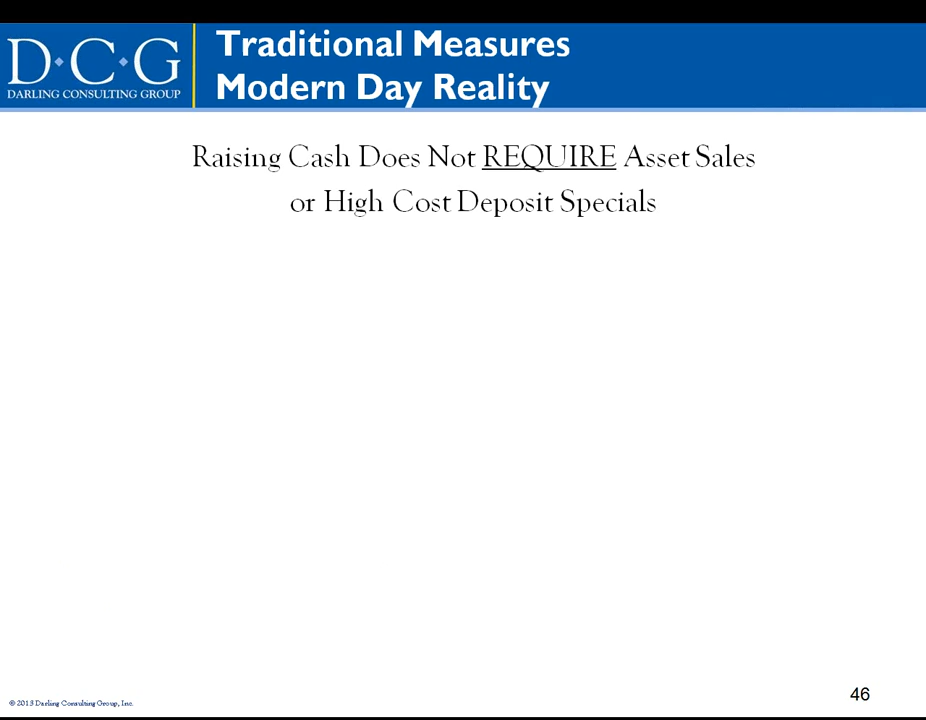 D·C·G
DARLING CONSULTING GROUP
Traditional Measures
Modern Day Reality
Raising Cash Does Not REQUIRE Asset Sales
or High Cost Deposit Specials
© 2013 Darling Consulting Group, Inc.
46